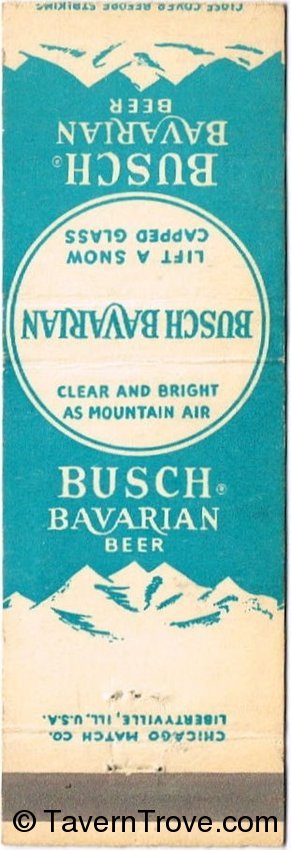 CLOSE COVER BEFORE STRIKING
BUSCH®
BAVARIAN
BEER
LIFT A SNOW
CAPPED GLASS
BUSCH BAVARIAN
CLEAR AND BRIGHT
AS MOUNTAIN AIR
BUSCH®
BAVARIAN
BEER
CHICAGO MATCH CO.
LIBERTYVILLE, ILL., U.S.A.
© TavernTrove.com